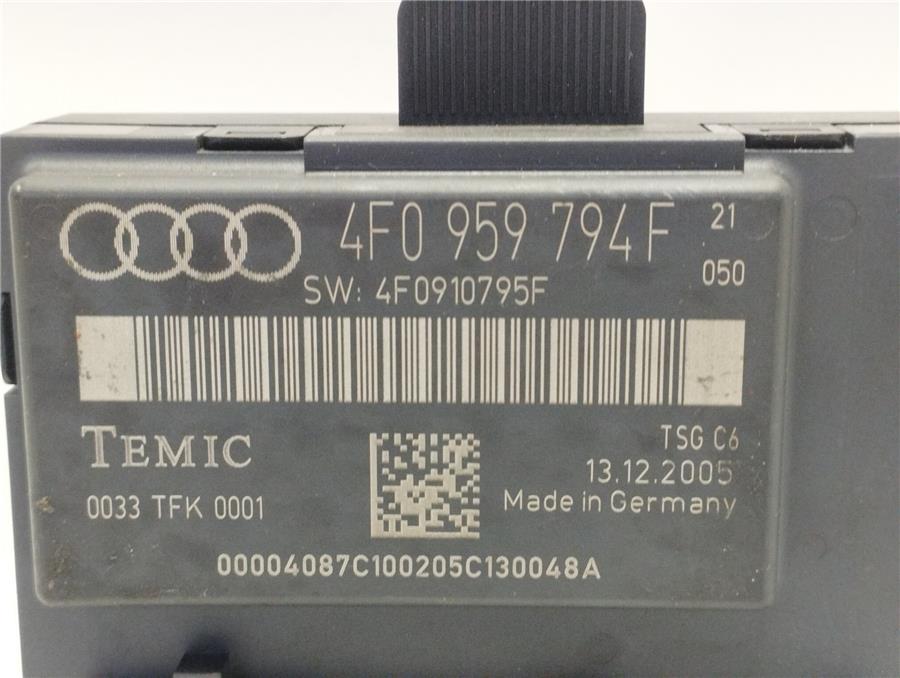 4F0 959 794F 21
050
SW: 4F0910795F
TEMIC
TSG C6
13.12.2005
0033 TFK 0001
Made in Germany
00004087C100205C130048A